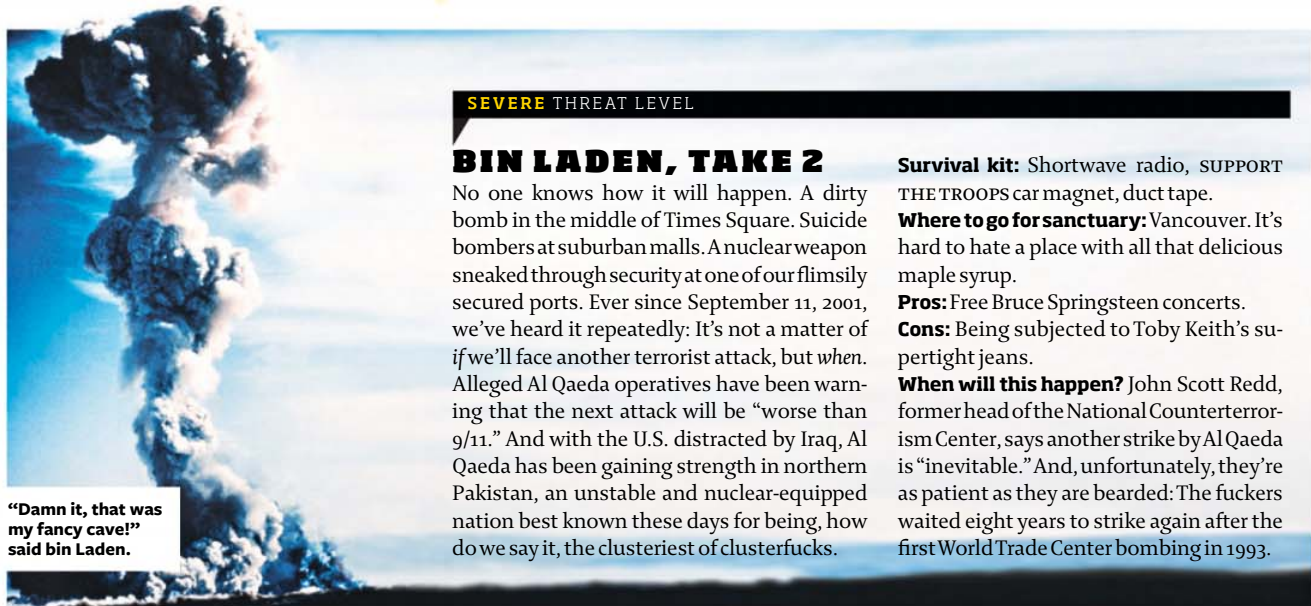 SEVERE THREAT LEVEL
BIN LADEN, TAKE 2
No one knows how it will happen. A dirty
bomb in the middle of Times Square. Suicide
bombers at suburban malls. A nuclear weapon
sneaked through security at one of our flimsily
secured ports. Ever since September 11, 2001,
we’ve heard it repeatedly: It’s not a matter of
if we’ll face another terrorist attack, but when.
Alleged Al Qaeda operatives have been warn-
ing that the next attack will be “worse than
9/11.” And with the U.S. distracted by Iraq, Al
Qaeda has been gaining strength in northern
Pakistan, an unstable and nuclear-equipped
nation best known these days for being, how
do we say it, the clusteriest of clusterfucks.
Survival kit: Shortwave radio, SUPPORT
THE TROOPS car magnet, duct tape.
Where to go for sanctuary: Vancouver. It’s
hard to hate a place with all that delicious
maple syrup.
Pros: Free Bruce Springsteen concerts.
Cons: Being subjected to Toby Keith’s su-
pertight jeans.
When will this happen? John Scott Redd,
former head of the National Counterterror-
ism Center, says another strike by Al Qaeda
is “inevitable.” And, unfortunately, they’re
as patient as they are bearded: The fuckers
waited eight years to strike again after the
first World Trade Center bombing in 1993.
“Damn it, that was
my fancy cave!”
said bin Laden.